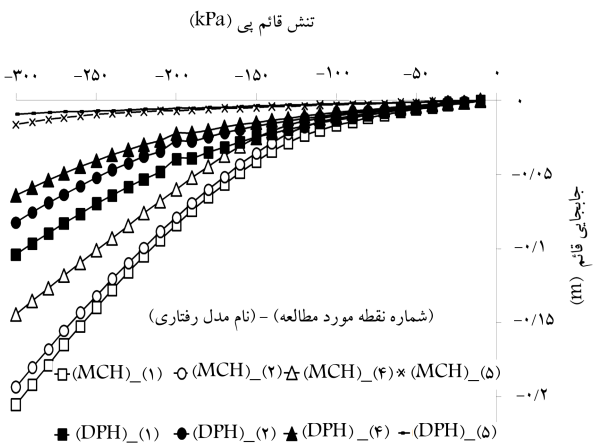 تنش قائم پی (kPa)
-۳۰۰ -۲۵۰ -۲۰۰ -۱۵۰ -۱۰۰ -۵۰ ۰
۰
-۰/۰۵
-۰/۱
-۰/۱۵
-۰/۲
جابجایی قائم (m)
(شماره نقطه مورد مطالعه) - (نام مدل رفتاری)
(MCH)_(۱) (MCH)_(۲) (MCH)_(۴) (MCH)_(۵)
(DPH)_(۱) (DPH)_(۲) (DPH)_(۴) (DPH)_(۵)